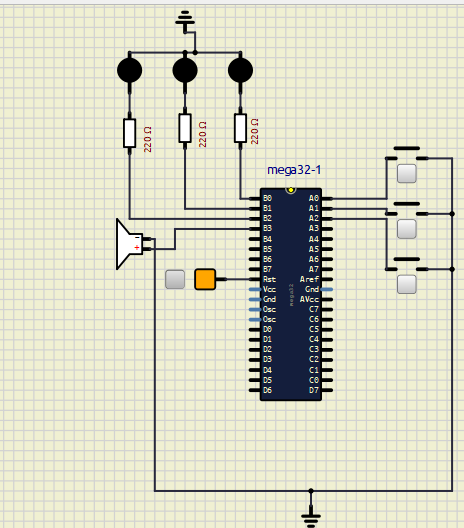 220 Ω
220 Ω
220 Ω
mega32-1
B0 A0
B1 A1
B2 A2
B3 A3
B4 A4
B5 A5
B6 A6
B7 A7
Rst Aref
Vcc Gnd
Gnd AVcc
Osc C7
Osc C6
D0 C5
D1 C4
D2 C3
D3 C2
D4 C1
D5 C0
D6 D7
mega32
-
+